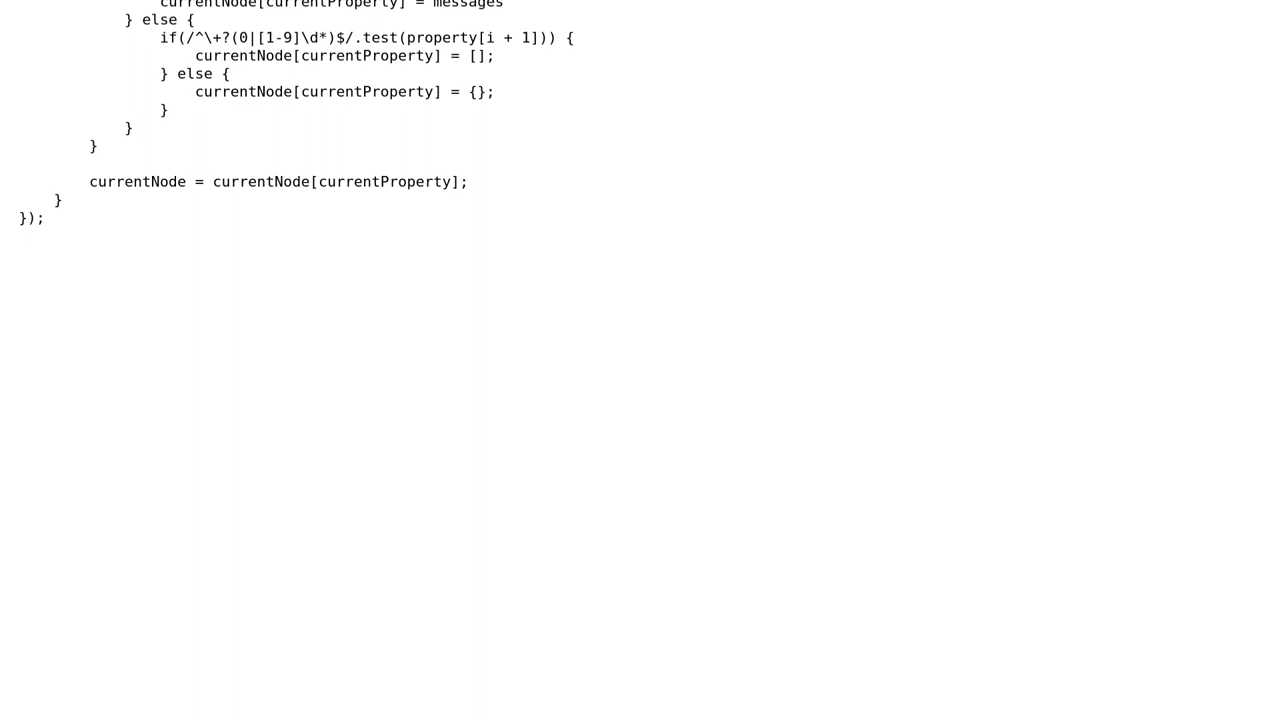 currentNode[currentProperty] = messages
} else {
if(/^\+?(0|[1-9]\d*)$/.test(property[i + 1])) {
currentNode[currentProperty] = [];
} else {
currentNode[currentProperty] = {};
}
}
}
currentNode = currentNode[currentProperty];
}
});